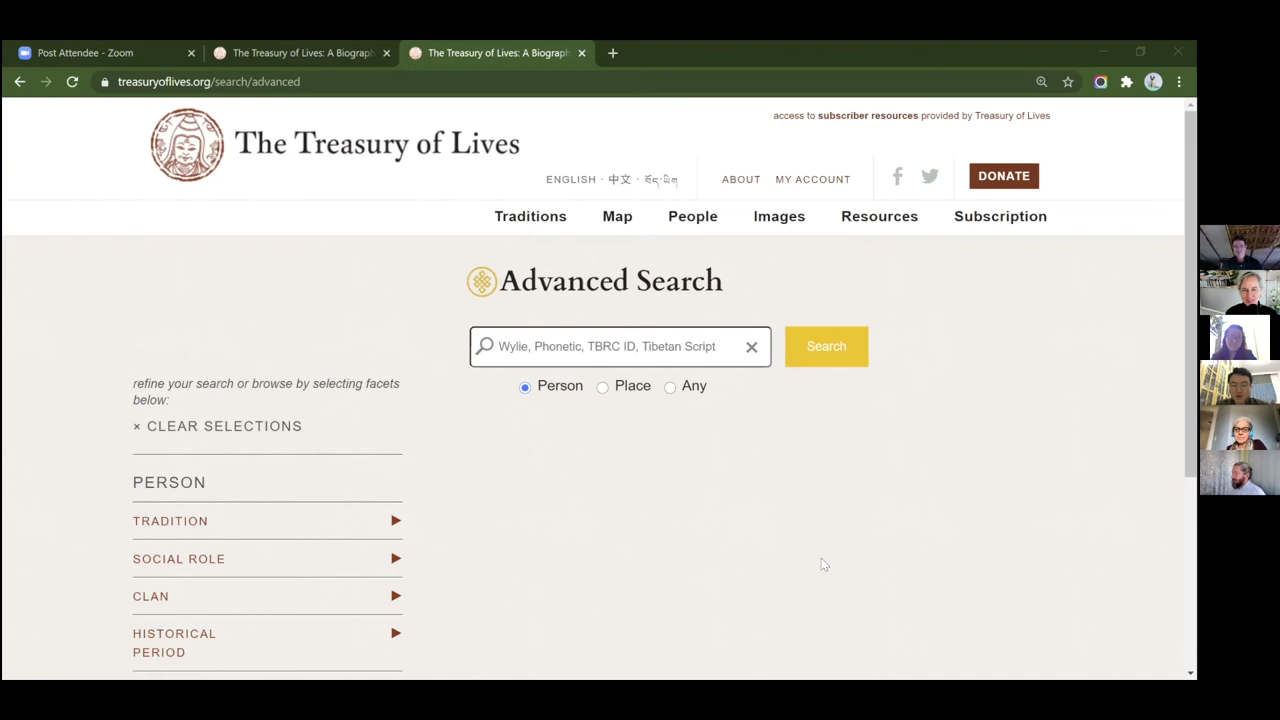 Post Attendee - Zoom
The Treasury of Lives: A Biograph
The Treasury of Lives: A Biograph
treasuryoflives.org/search/advanced
access to subscriber resources provided by Treasury of Lives
The Treasury of Lives
ENGLISH · 中文 · བོད་ཡིག
ABOUT
MY ACCOUNT
DONATE
Traditions
Map
People
Images
Resources
Subscription
Advanced Search
Wylie, Phonetic, TBRC ID, Tibetan Script
Search
Person
Place
Any
refine your search or browse by selecting facets
below:
× CLEAR SELECTIONS
PERSON
TRADITION
SOCIAL ROLE
CLAN
HISTORICAL
PERIOD